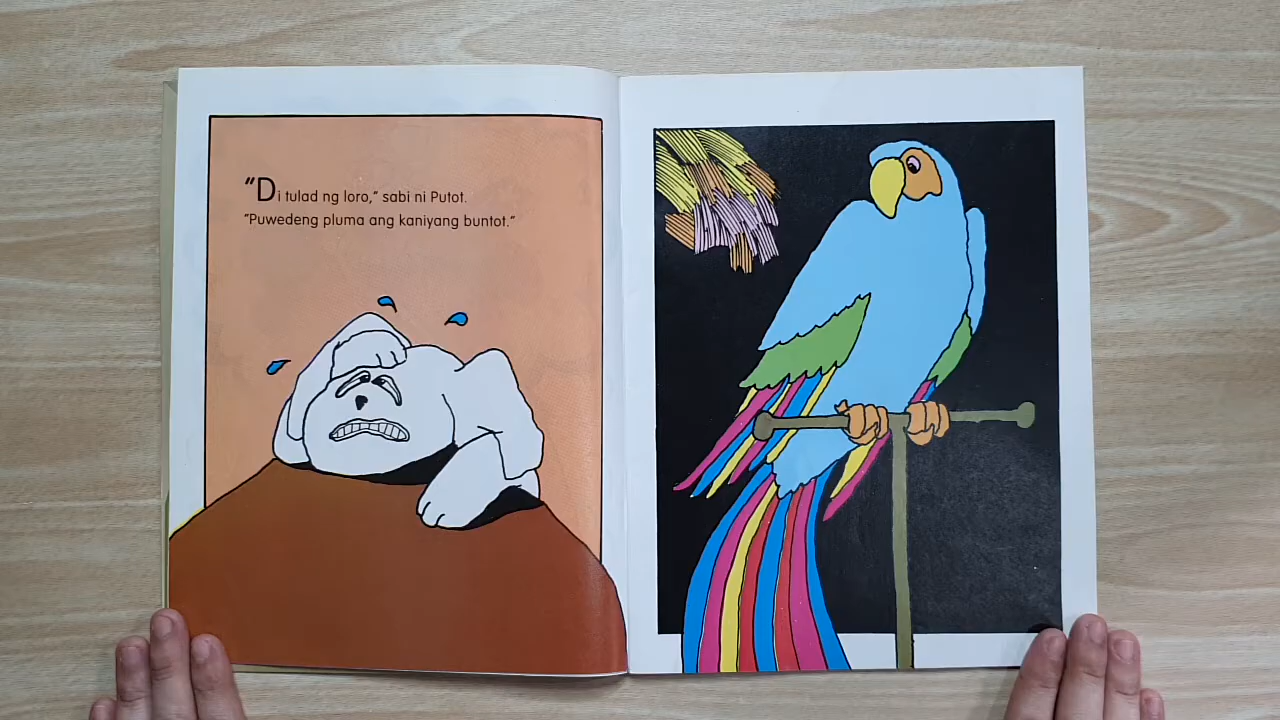 "Di tulad ng loro," sabi ni Putot.
"Puwedeng pluma ang kaniyang buntot."